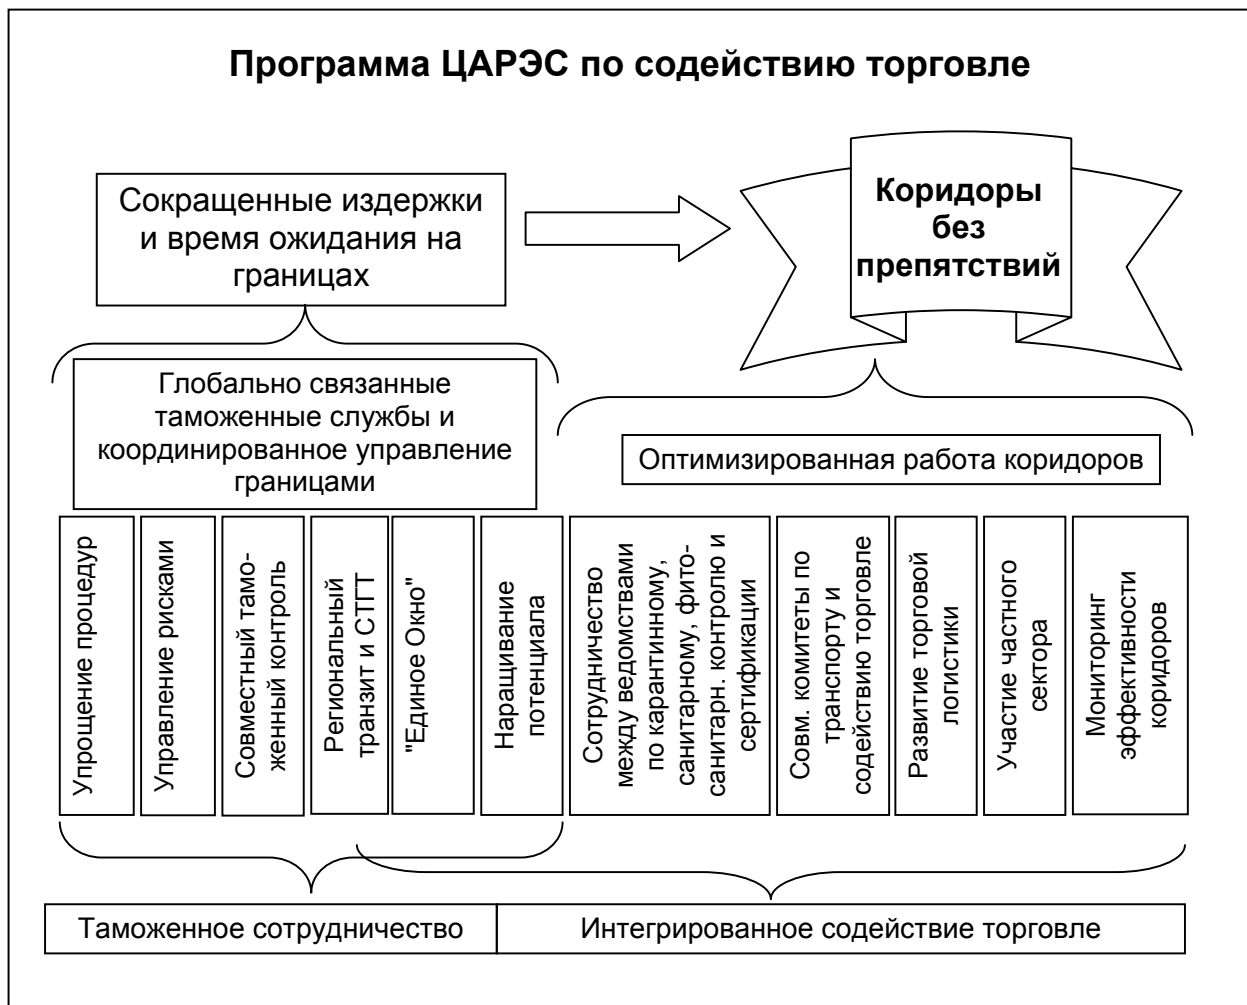 Программа ЦАРЭС по содействию торговле
Сокращенные издержки
и время ожидания на
границах
Коридоры
без
препятствий
Глобально связанные
таможенные службы и
координированное управление
границами
Оптимизированная работа коридоров
Упрощение процедур
Управление рисками
Совместный тамо-
женный контроль
Региональный
транзит и СТГТ
"Единое Окно"
Наращивание
потенциала
Сотрудничество
между ведомствами
по карантинному, фито-
санитарному, контролю и
санитарн. контролю и
сертификации
Совм. комитеты по
транспорту и
содействию торговле
Развитие торговой
логистики
Участие частного
сектора
Мониторинг
эффективности
коридоров
Таможенное сотрудничество
Интегрированное содействие торговле